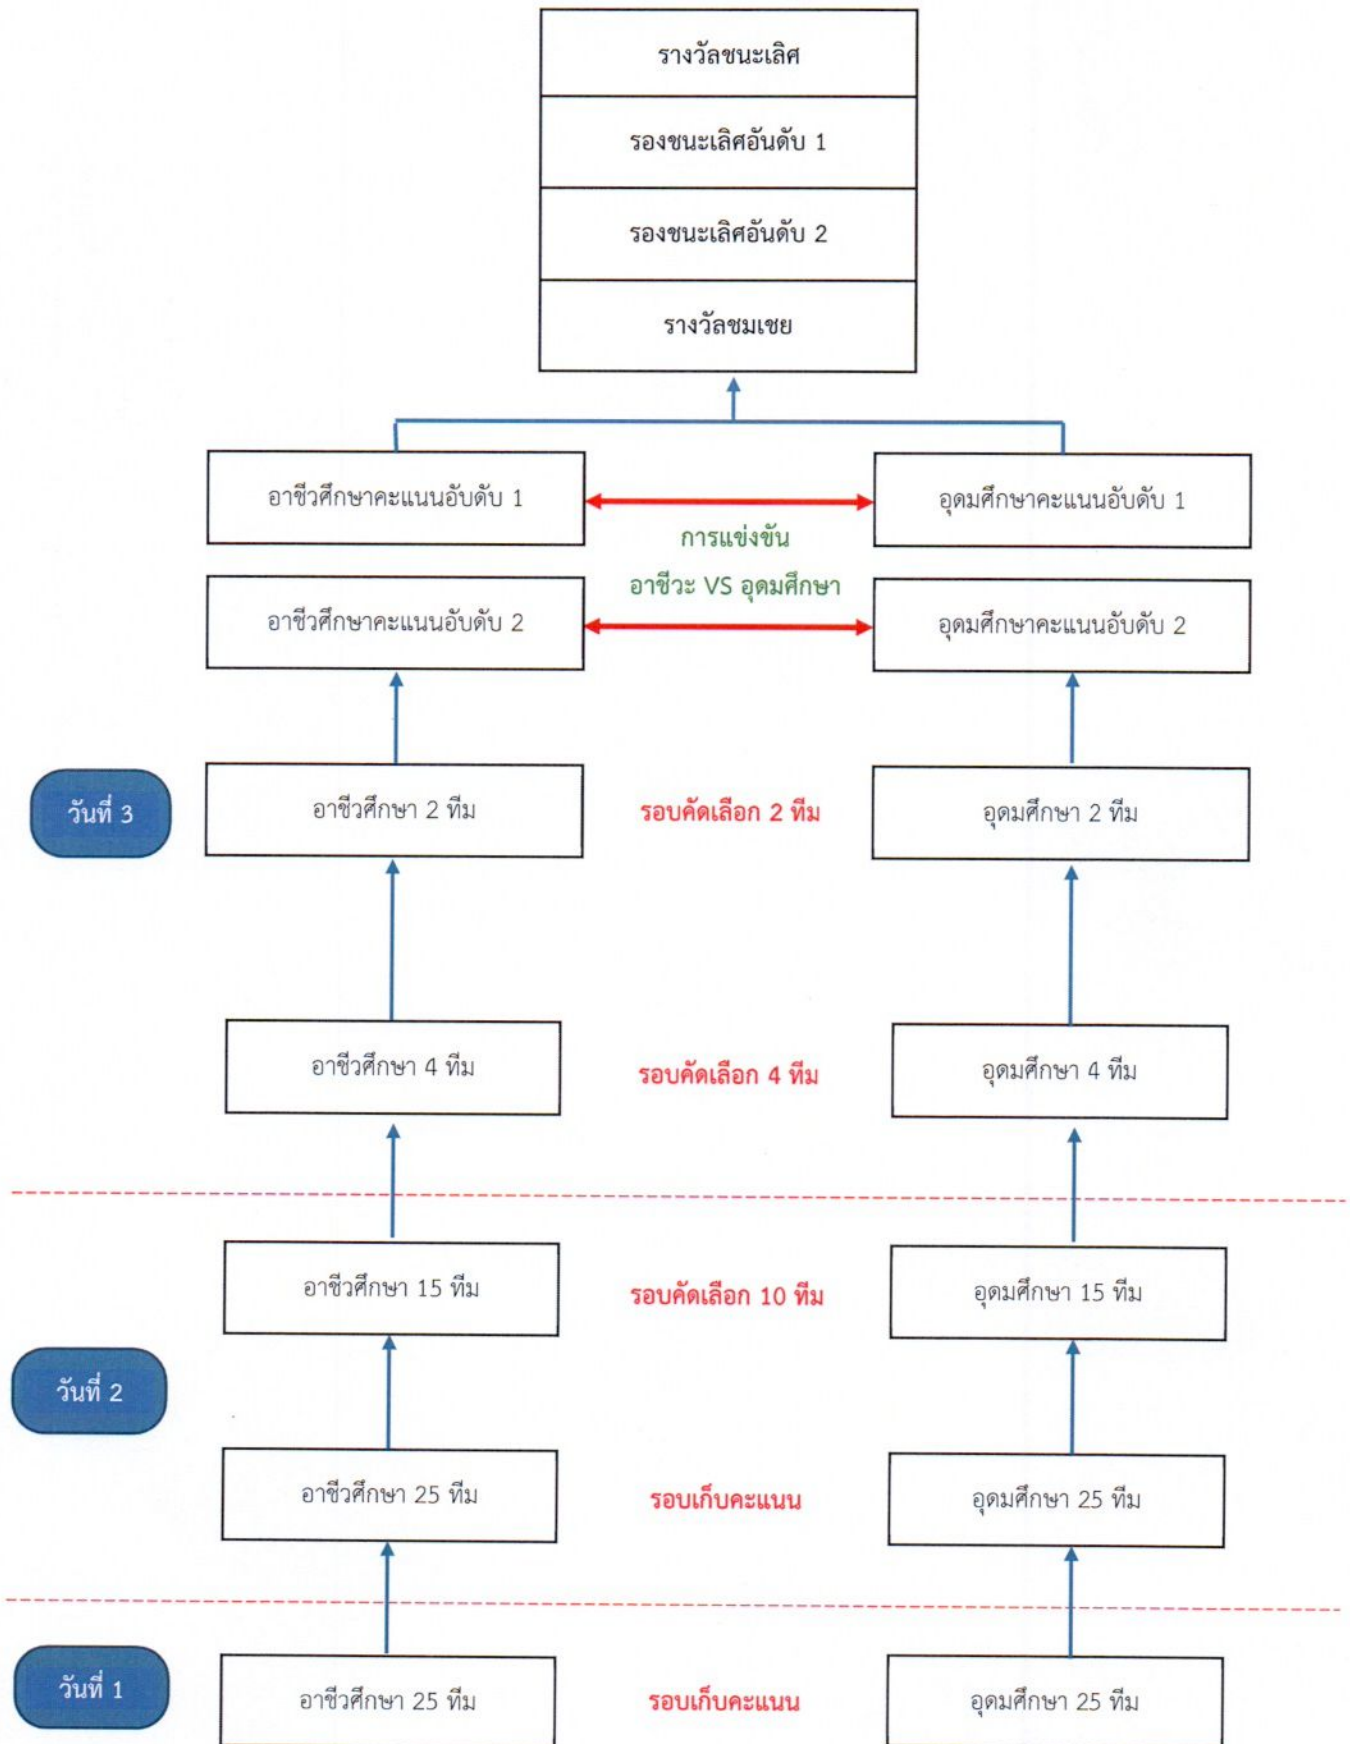 รางวัลชนะเลิศ
รองชนะเลิศอันดับ 1
รองชนะเลิศอันดับ 2
รางวัลชมเชย
อาชีวศึกษาคะแนนอับดับ 1
อุดมศึกษาคะแนนอับดับ 1
การแข่งขัน
อาชีวะ VS อุดมศึกษา
อาชีวศึกษาคะแนนอับดับ 2
อุดมศึกษาคะแนนอับดับ 2
วันที่ 3
อาชีวศึกษา 2 ทีม
รอบคัดเลือก 2 ทีม
อุดมศึกษา 2 ทีม
อาชีวศึกษา 4 ทีม
รอบคัดเลือก 4 ทีม
อุดมศึกษา 4 ทีม
อาชีวศึกษา 15 ทีม
รอบคัดเลือก 10 ทีม
อุดมศึกษา 15 ทีม
วันที่ 2
อาชีวศึกษา 25 ทีม
รอบเก็บคะแนน
อุดมศึกษา 25 ทีม
วันที่ 1
อาชีวศึกษา 25 ทีม
รอบเก็บคะแนน
อุดมศึกษา 25 ทีม